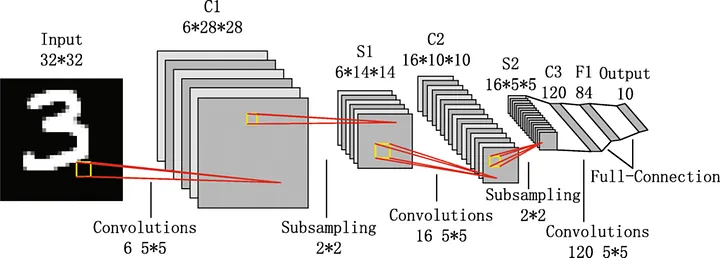 Input
32*32
C1
6*28*28
S1
6*14*14
C2
16*10*10
S2
16*5*5
C3
120
F1
84
Output
10
3
Convolutions
6 5*5
Subsampling
2*2
Convolutions
16 5*5
Subsampling
2*2
Convolutions
120 5*5
Full-Connection